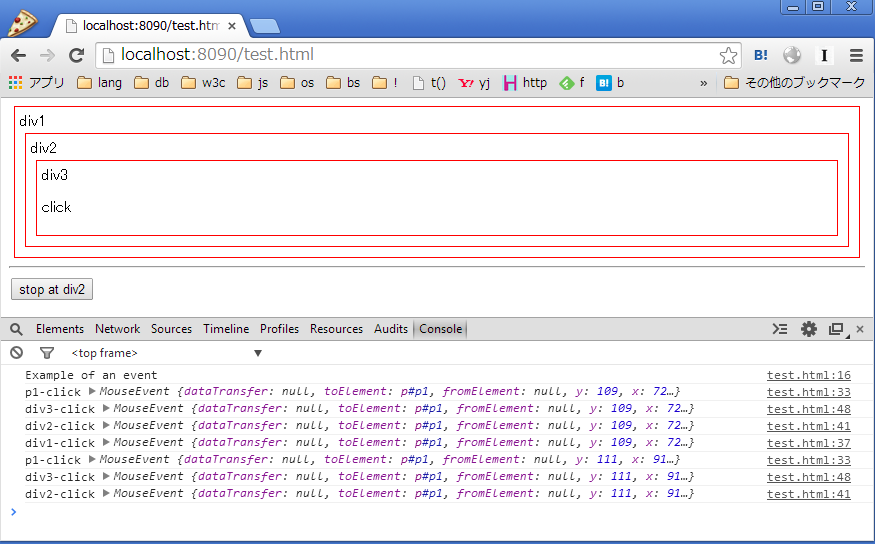 localhost:8090/test.htm
localhost:8090/test.html
アプリ lang db w3c js os bs ! t() yj http f b » その他のブックマーク
div1
div2
div3
click
stop at div2
Elements Network Sources Timeline Profiles Resources Audits Console
<top frame>
Example of an event test.html:16
p1-click MouseEvent {dataTransfer: null, toElement: p#p1, fromElement: null, y: 109, x: 72…} test.html:33
div3-click MouseEvent {dataTransfer: null, toElement: p#p1, fromElement: null, y: 109, x: 72…} test.html:48
div2-click MouseEvent {dataTransfer: null, toElement: p#p1, fromElement: null, y: 109, x: 72…} test.html:41
div1-click MouseEvent {dataTransfer: null, toElement: p#p1, fromElement: null, y: 109, x: 72…} test.html:37
p1-click MouseEvent {dataTransfer: null, toElement: p#p1, fromElement: null, y: 111, x: 91…} test.html:33
div3-click MouseEvent {dataTransfer: null, toElement: p#p1, fromElement: null, y: 111, x: 91…} test.html:48
div2-click MouseEvent {dataTransfer: null, toElement: p#p1, fromElement: null, y: 111, x: 91…} test.html:41